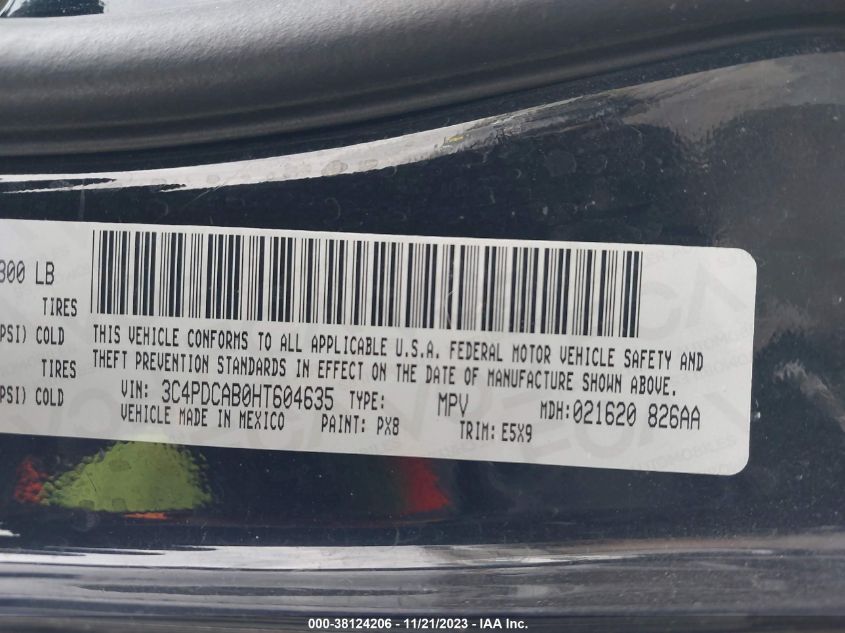 300 LB
TIRES
PSI) COLD
TIRES
PSI) COLD
THIS VEHICLE CONFORMS TO ALL APPLICABLE U.S.A. FEDERAL MOTOR VEHICLE SAFETY AND
THEFT PREVENTION STANDARDS IN EFFECT ON THE DATE OF MANUFACTURE SHOWN ABOVE.
VIN: 3C4PDCAB0HT604635 TYPE: MPV MDH:021620 826AA
VEHICLE MADE IN MEXICO PAINT: PX8 TRIM: E5X9
000-38124206 - 11/21/2023 - IAA Inc.